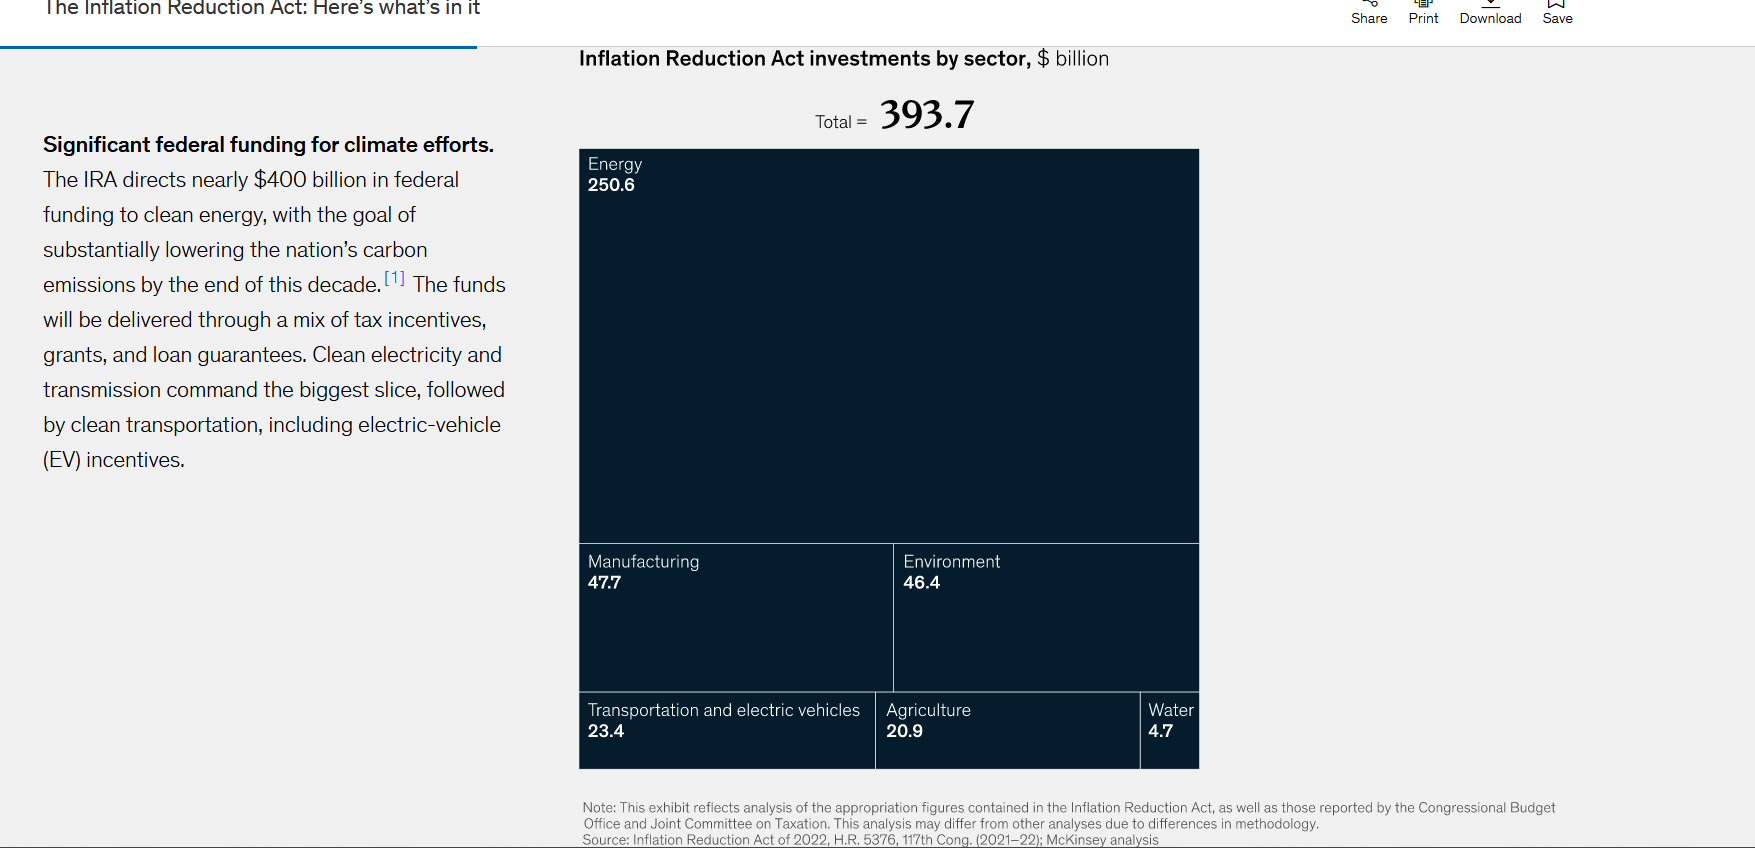 The Inflation Reduction Act: Here's what's in it
Share Print Download Save
Inflation Reduction Act investments by sector, $ billion
Total = 393.7
Significant federal funding for climate efforts.
The IRA directs nearly $400 billion in federal
funding to clean energy, with the goal of
substantially lowering the nation's carbon
emissions by the end of this decade.[1] The funds
will be delivered through a mix of tax incentives,
grants, and loan guarantees. Clean electricity and
transmission command the biggest slice, followed
by clean transportation, including electric-vehicle
(EV) incentives.
Energy
250.6
Manufacturing
47.7
Environment
46.4
Transportation and electric vehicles
23.4
Agriculture
20.9
Water
4.7
Note: This exhibit reflects analysis of the appropriation figures contained in the Inflation Reduction Act, as well as those reported by the Congressional Budget
Office and Joint Committee on Taxation. This analysis may differ from other analyses due to differences in methodology.
Source: Inflation Reduction Act of 2022, H.R. 5376, 117th Cong. (2021–22); McKinsey analysis